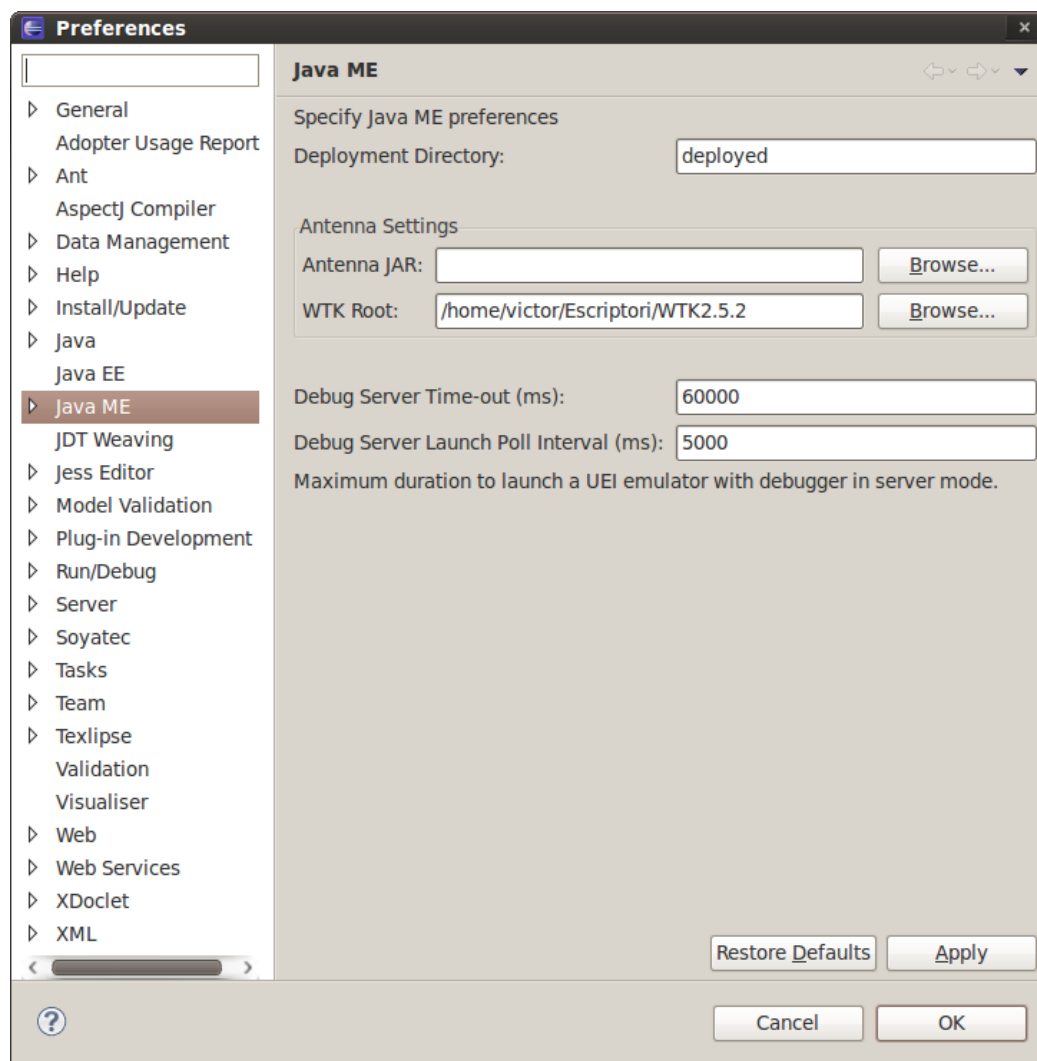 Preferences
Java ME
General
Adopter Usage Report
Ant
AspectJ Compiler
Data Management
Help
Install/Update
Java
Java EE
Java ME
JDT Weaving
Jess Editor
Model Validation
Plug-in Development
Run/Debug
Server
Soyatec
Tasks
Team
Texlipse
Validation
Visualiser
Web
Web Services
XDoclet
XML
Specify Java ME preferences
Deployment Directory: deployed
Antenna Settings
Antenna JAR: Browse...
WTK Root: /home/victor/Escriptori/WTK2.5.2 Browse...
Debug Server Time-out (ms): 60000
Debug Server Launch Poll Interval (ms): 5000
Maximum duration to launch a UEI emulator with debugger in server mode.
Restore Defaults Apply
Cancel OK